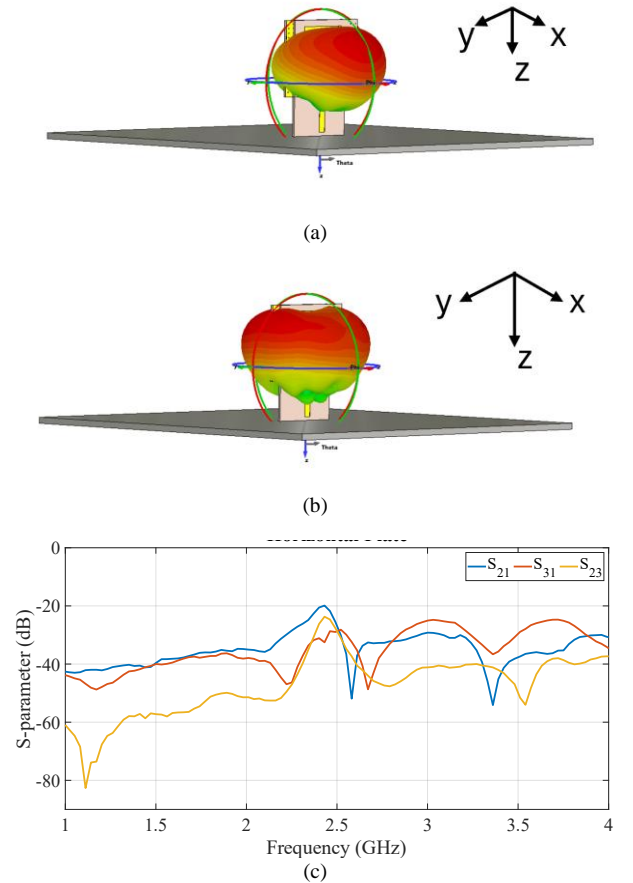 y x
z
Phi
Theta
z
(a)
y x
z
Phi
Theta
z
(b)
0
-20
-40
-60
-80
S-parameter (dB)
S21 S31 S23
1 1.5 2 2.5 3 3.5 4
Frequency (GHz)
(c)